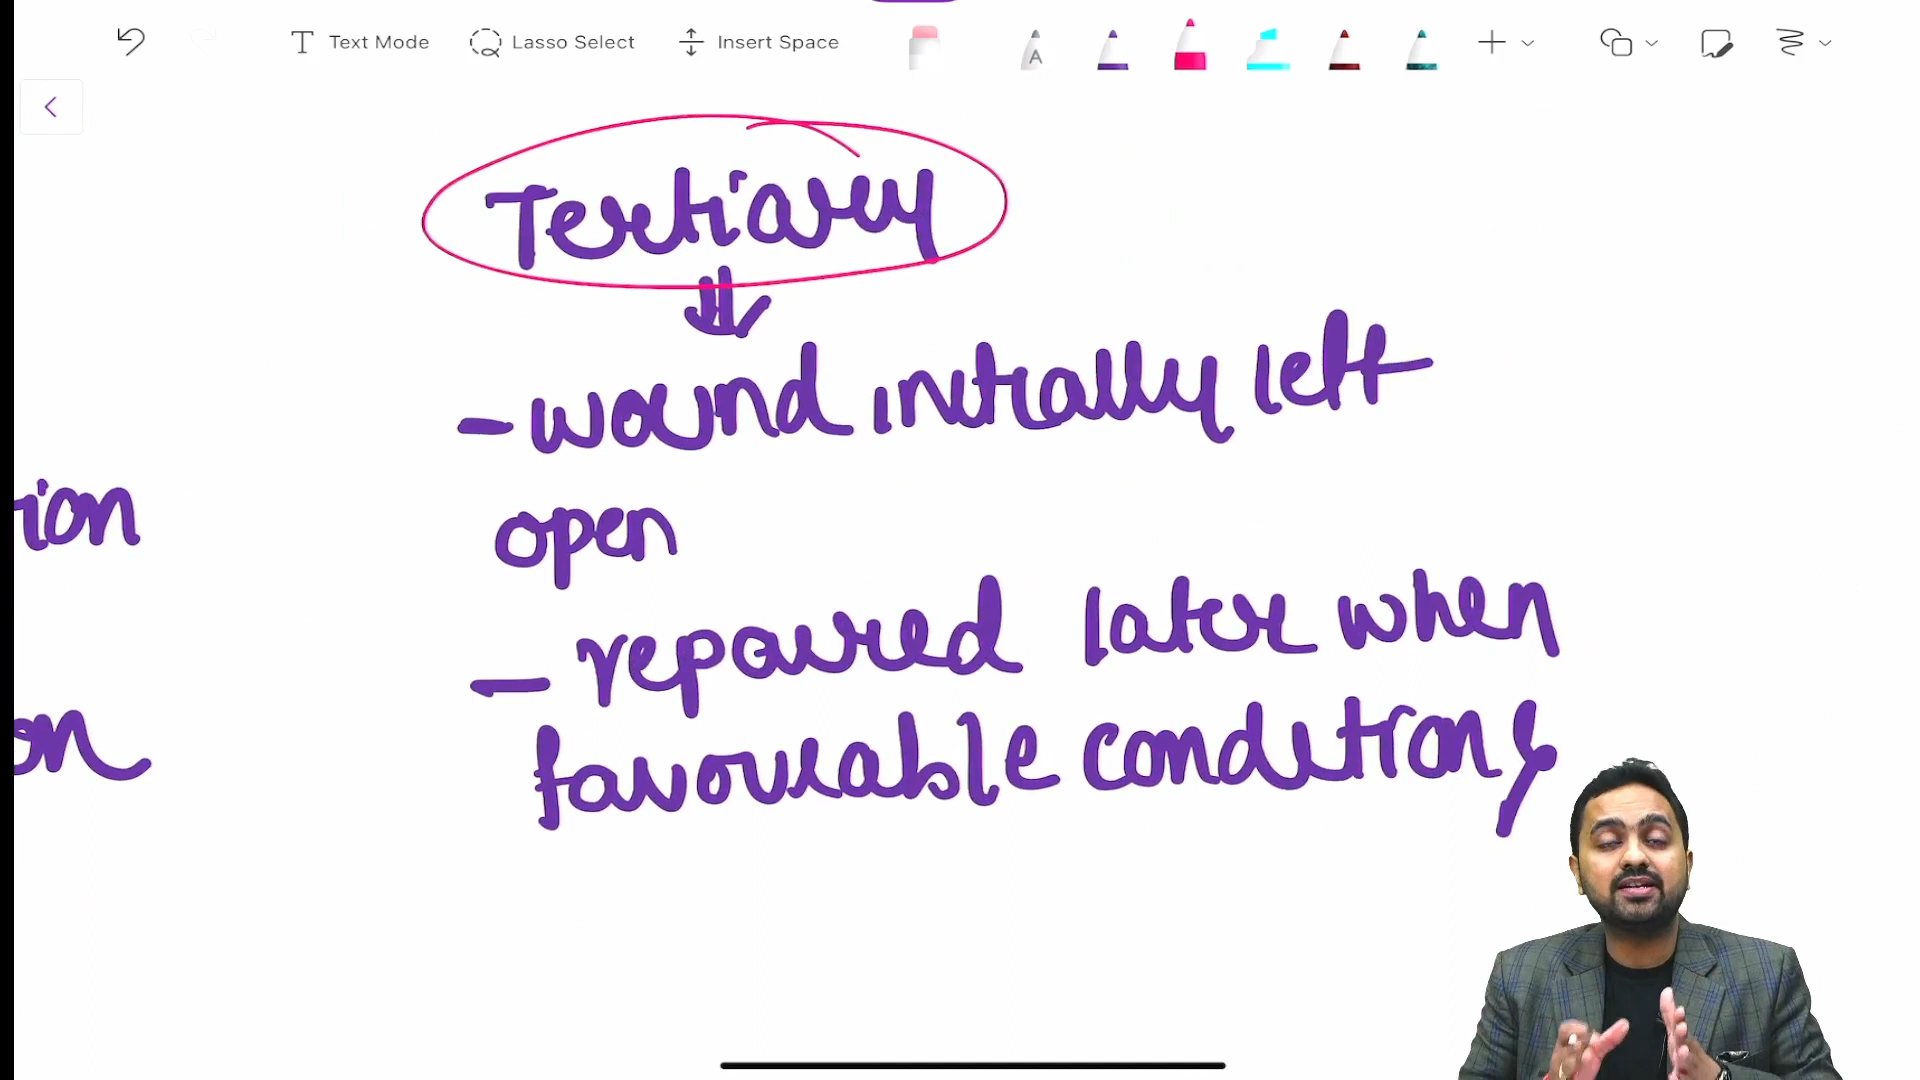 Text Mode Lasso Select Insert Space
A
Tertiary
- wound initially left
open
ion
- repaired later when
on
favourable conditions